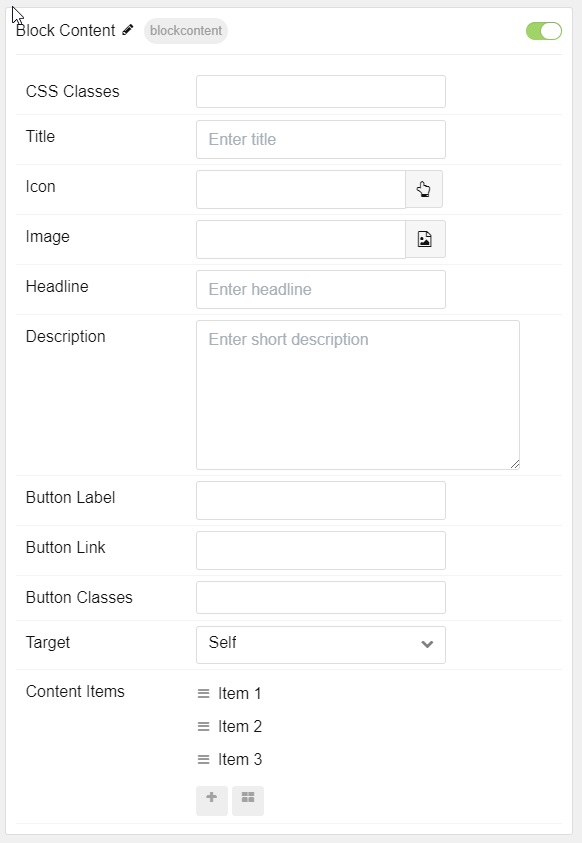 Block Content blockcontent
CSS Classes
Title Enter title
Icon
Image
Headline Enter headline
Description Enter short description
Button Label
Button Link
Button Classes
Target Self
Content Items Item 1
Item 2
Item 3